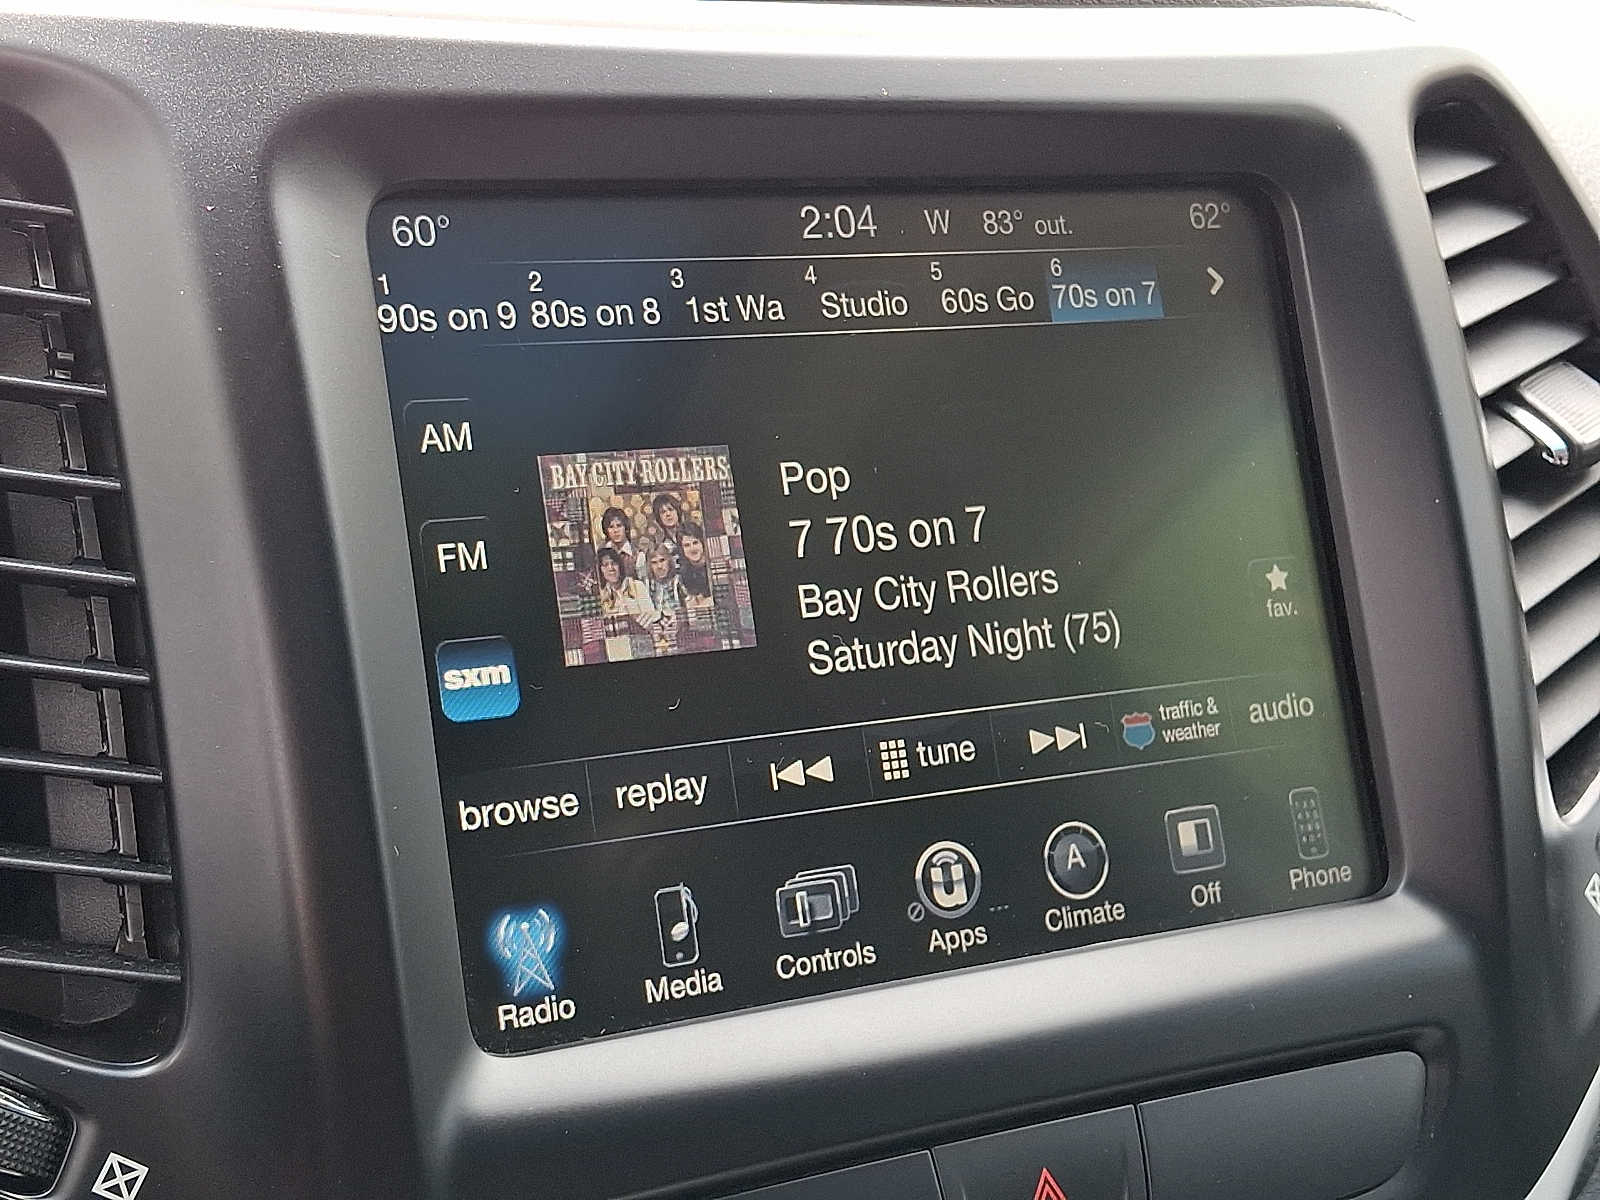 60° 2:04 W 83° out. 62°
1 2 3 4 5 6
90s on 9 80s on 8 1st Wa Studio 60s Go 70s on 7
AM
FM
sxm
BAY CITY ROLLERS
Pop
7 70s on 7
Bay City Rollers
Saturday Night (75)
fav.
browse replay tune traffic & weather audio
Radio Media Controls Apps A Climate Off Phone